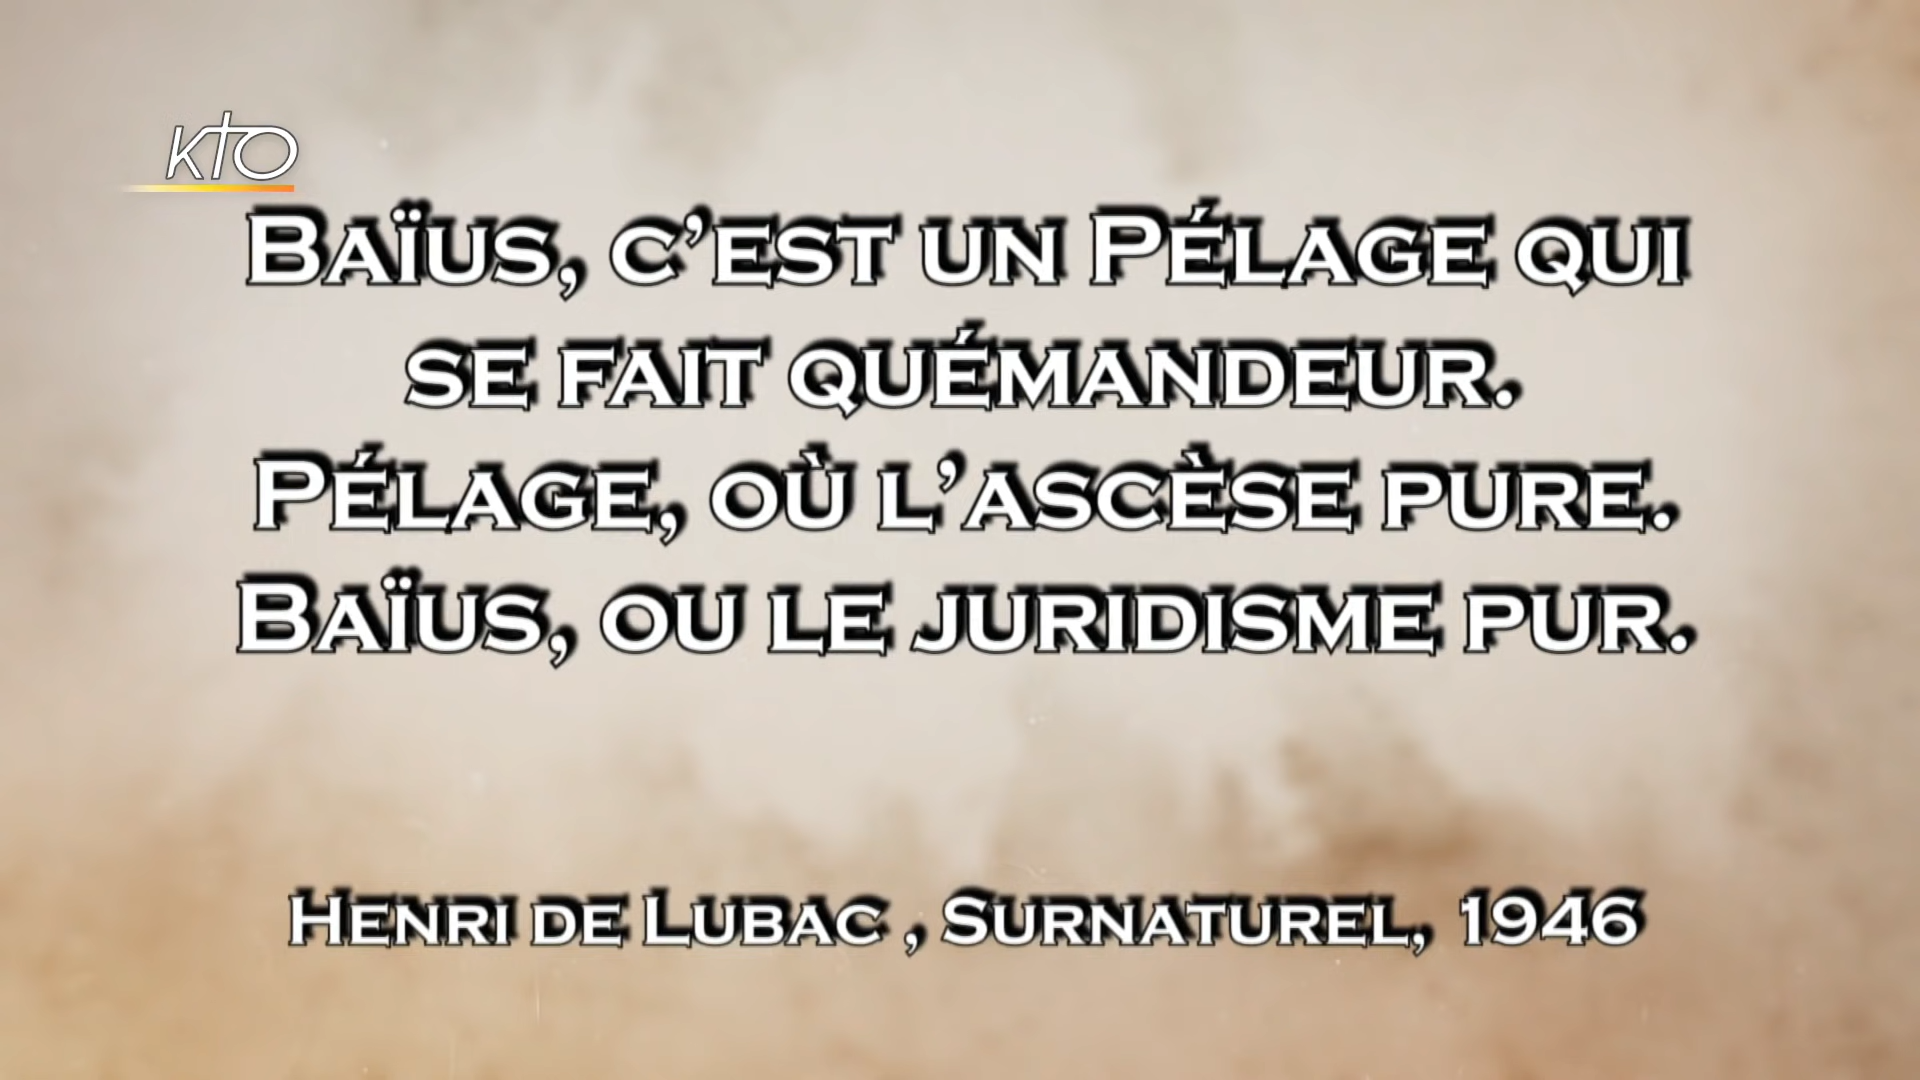 KTO
Baïus, c’est un Pélage qui
se fait quémandeur.
Pélage, où l’ascèse pure.
Baïus, ou le juridisme pur.
Henri de Lubac , Surnaturel, 1946